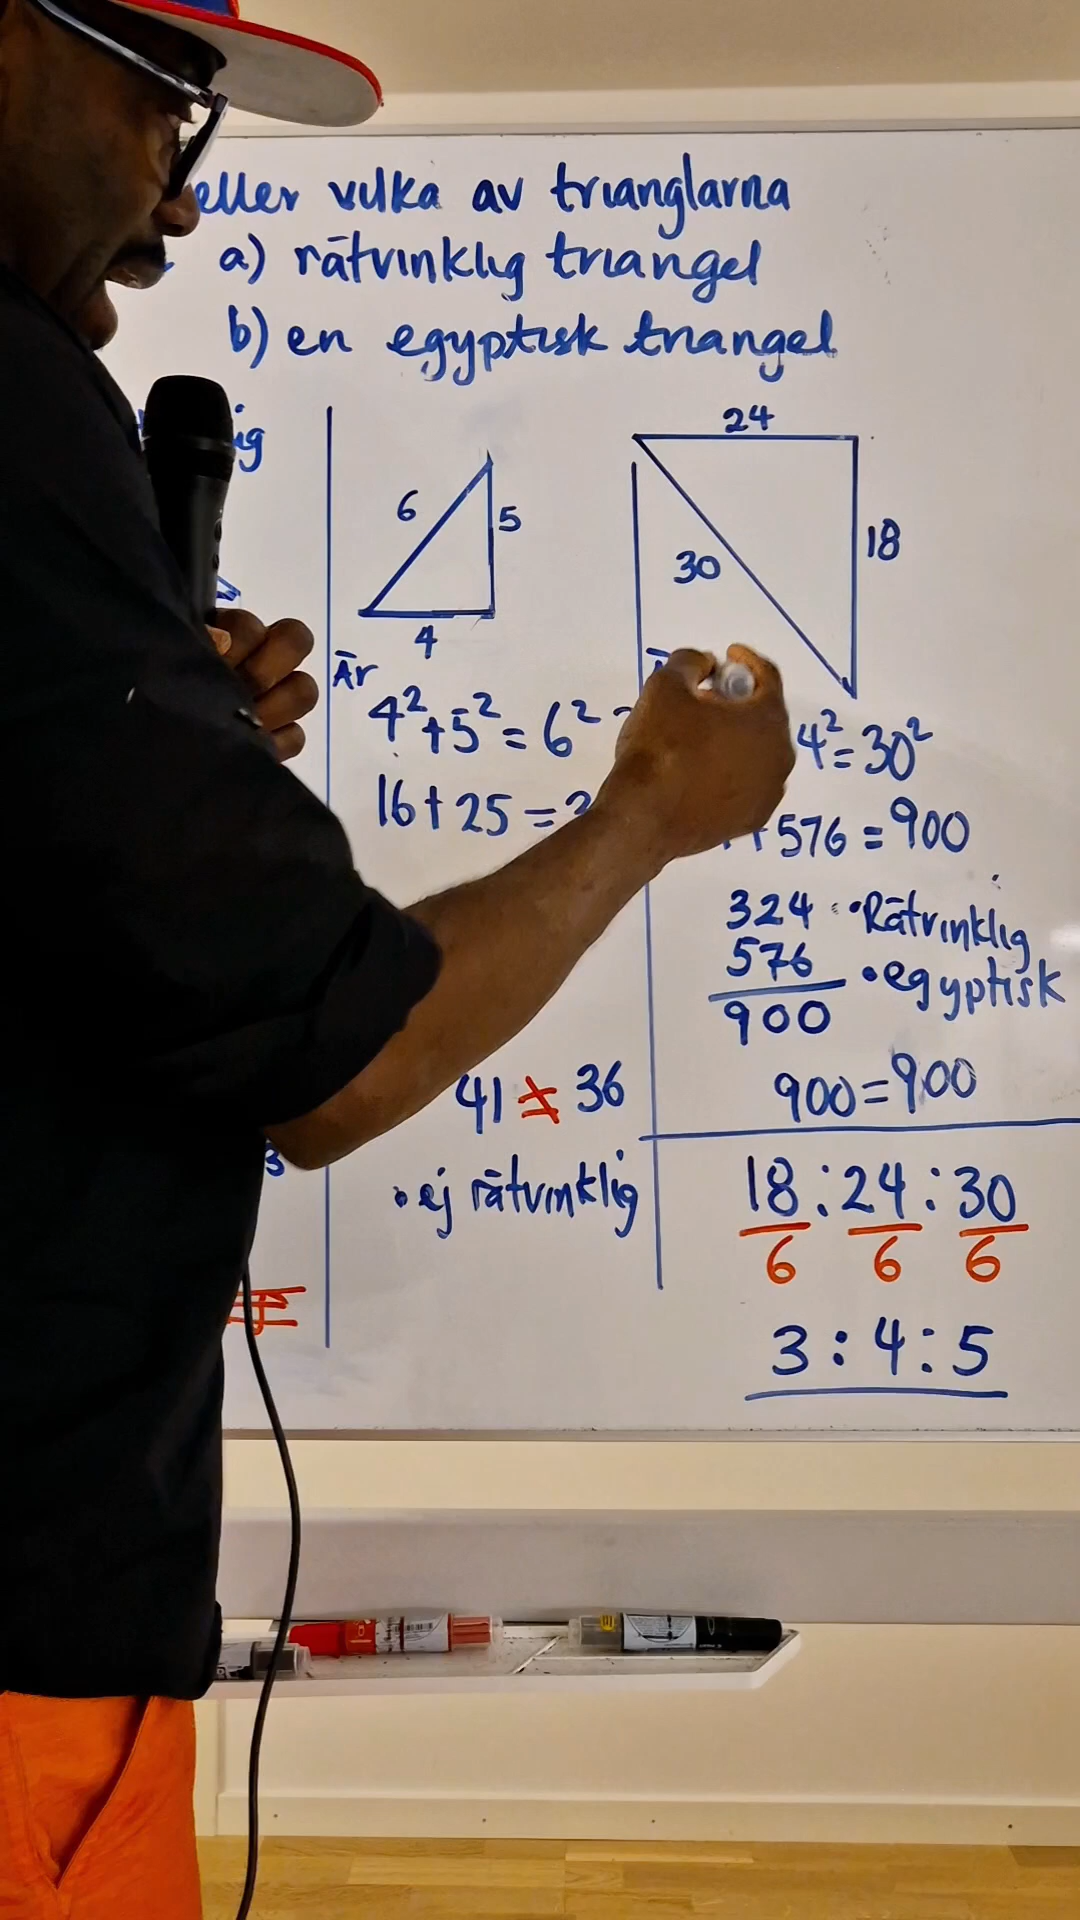 eller vilka av trianglarna
a) rätvinklig triangel
b) en egyptisk triangel
ig
6
5
4
Är
4²+5²=6²
16+25=
41 ≠ 36
• ej rätvinklig
24
18
30
4²=30²
+576=900
324
576
900
• Rätvinklig
• egyptisk
900=900
18:24:30
6 6 6
3:4:5
3